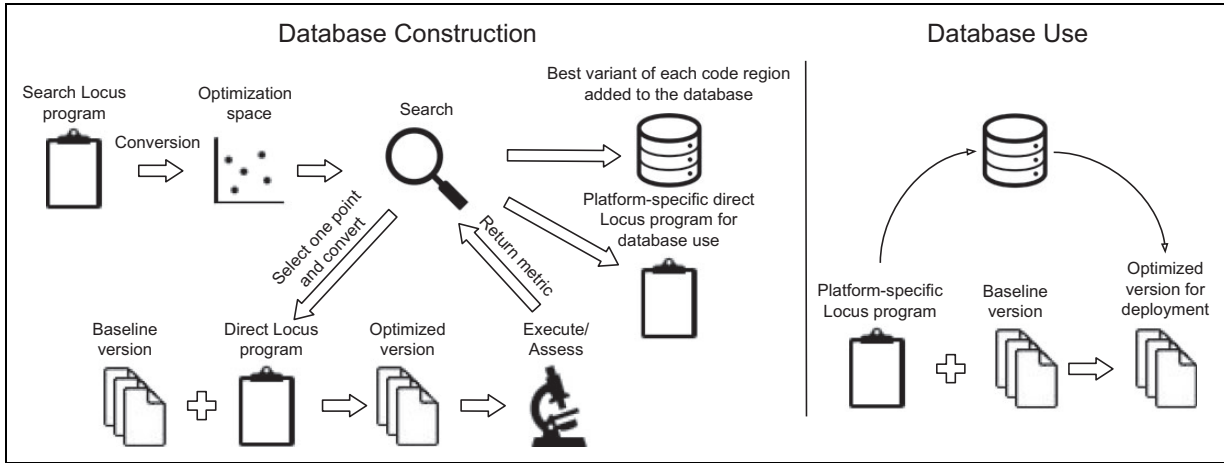 Database Construction
Search Locus
program
Conversion
Optimization
space
Search
Best variant of each code region
added to the database
Platform-specific direct
Locus program for
database use
Select one point
and convert
Return metric
Baseline
version
Direct Locus
program
Optimized
version
Execute/
Assess
Database Use
Platform-specific
Locus program
Baseline
version
Optimized
version for
deployment